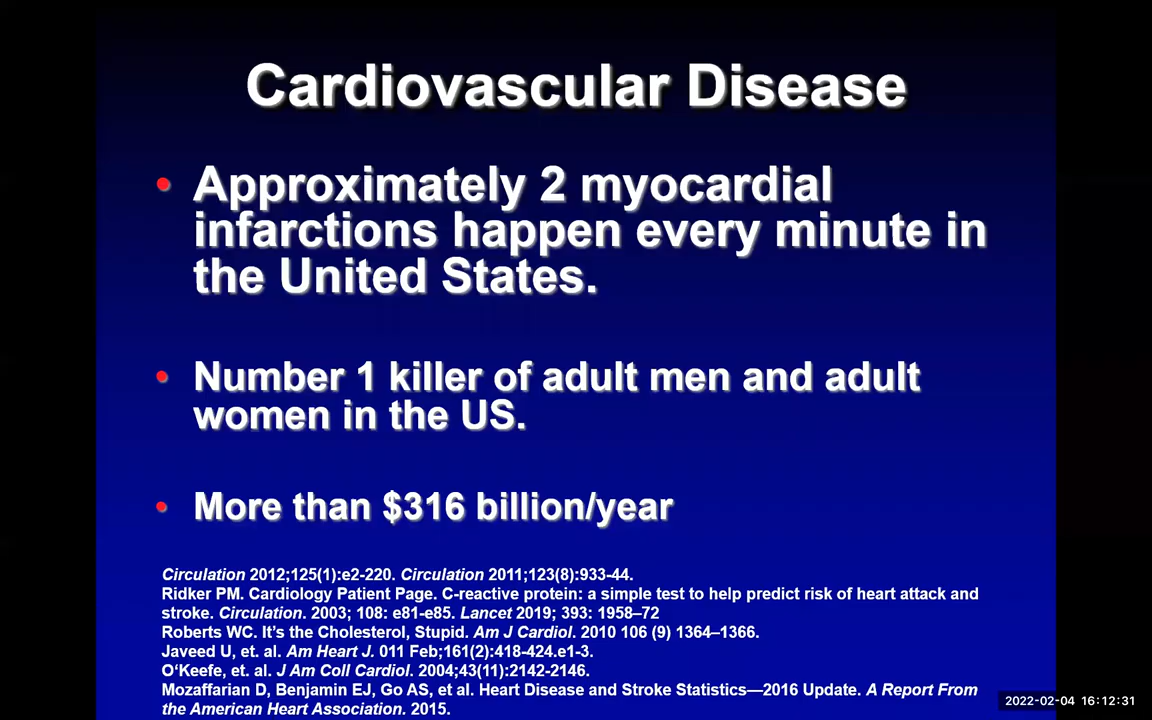 Cardiovascular Disease
• Approximately 2 myocardial
infarctions happen every minute in
the United States.
• Number 1 killer of adult men and adult
women in the US.
• More than $316 billion/year
Circulation 2012;125(1):e2-220. Circulation 2011;123(8):933-44.
Ridker PM. Cardiology Patient Page. C-reactive protein: a simple test to help predict risk of heart attack and
stroke. Circulation. 2003; 108: e81-e85. Lancet 2019; 393: 1958–72
Roberts WC. It’s the Cholesterol, Stupid. Am J Cardiol. 2010 106 (9) 1364–1366.
Javeed U, et. al. Am Heart J. 011 Feb;161(2):418-424.e1-3.
O‘Keefe, et. al. J Am Coll Cardiol. 2004;43(11):2142-2146.
Mozaffarian D, Benjamin EJ, Go AS, et al. Heart Disease and Stroke Statistics—2016 Update. A Report From
the American Heart Association. 2015.
2022-02-04 16:12:31